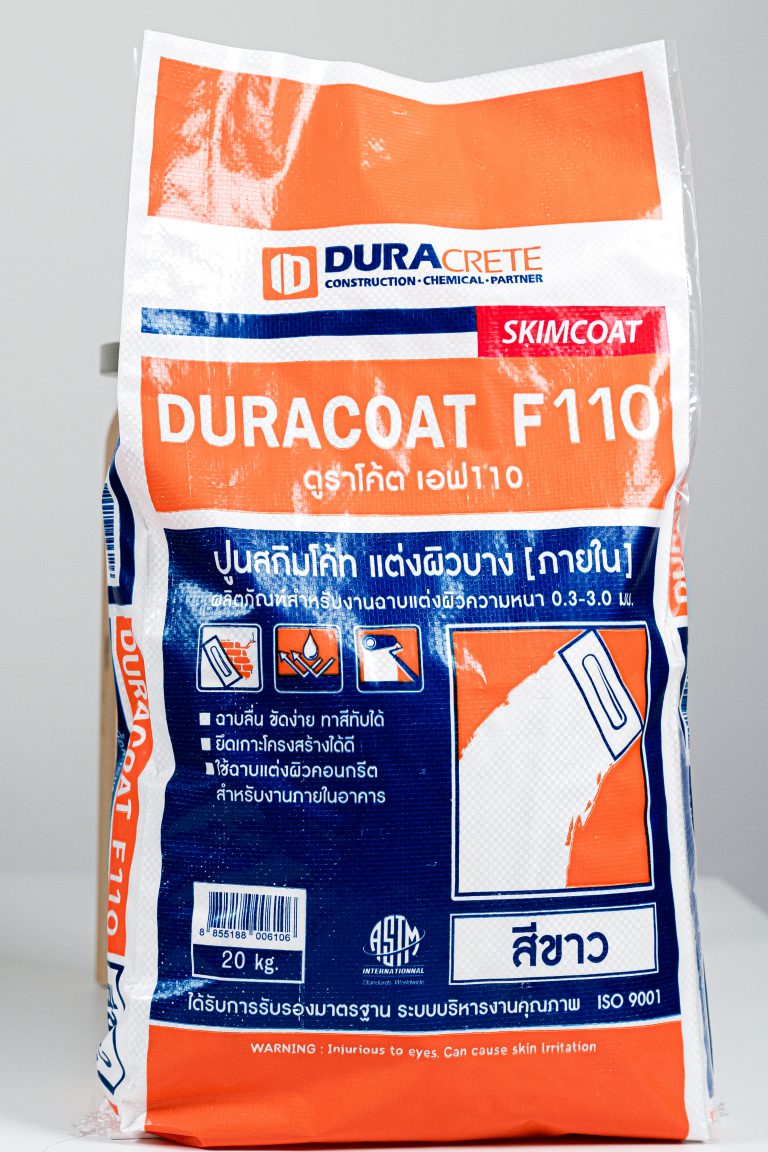 DURACRETE
CONSTRUCTION · CHEMICAL · PARTNER
SKIMCOAT
DURACOAT F110
ดูราโค้ต เอฟ110
ปูนสกิมโค้ท แต่งผิวบาง [ภายใน]
ผลิตภัณฑ์สำหรับงานฉาบแต่งผิวความหนา 0.3-3.0 มม.
ฉาบลื่น ขัดง่าย ทาสีทับได้
ยึดเกาะโครงสร้างได้ดี
ใช้ฉาบแต่งผิวคอนกรีต
สำหรับงานภายในอาคาร
8 855188 006106
20 kg.
ASTM
INTERNATIONNAL
Standards Worldwide
สีขาว
ได้รับการรับรองมาตรฐาน ระบบบริหารงานคุณภาพ ISO 9001
WARNING : Injurious to eyes. Can cause skin Irritation
DURACOAT F110